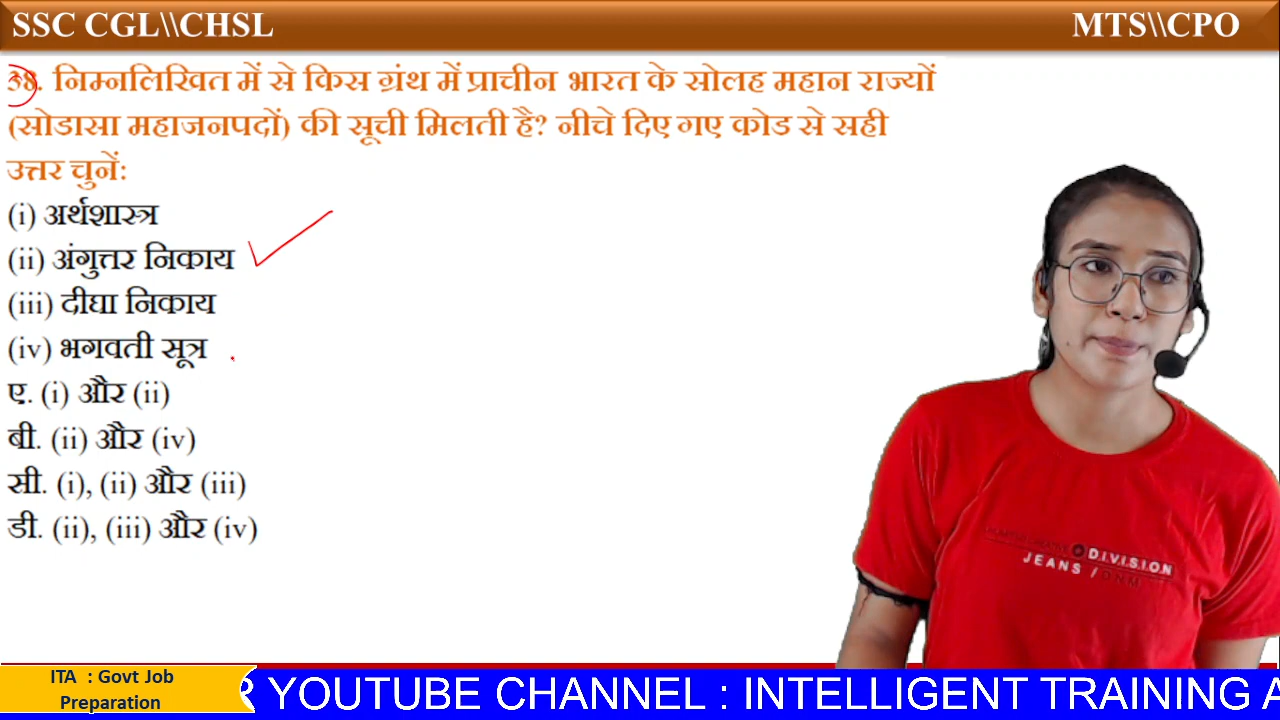 SSC CGL\\CHSL
MTS\\CPO
38. निम्नलिखित में से किस ग्रंथ में प्राचीन भारत के सोलह महान राज्यों
(सोडासा महाजनपदों) की सूची मिलती है? नीचे दिए गए कोड से सही
उत्तर चुनें:
(i) अर्थशास्त्र
(ii) अंगुत्तर निकाय
(iii) दीघा निकाय
(iv) भगवती सूत्र
ए. (i) और (ii)
बी. (ii) और (iv)
सी. (i), (ii) और (iii)
डी. (ii), (iii) और (iv)
D.I.V.I.S.I.O.N
JEANS / DNM
ITA : Govt Job
Preparation
R YOUTUBE CHANNEL : INTELLIGENT TRAINING A